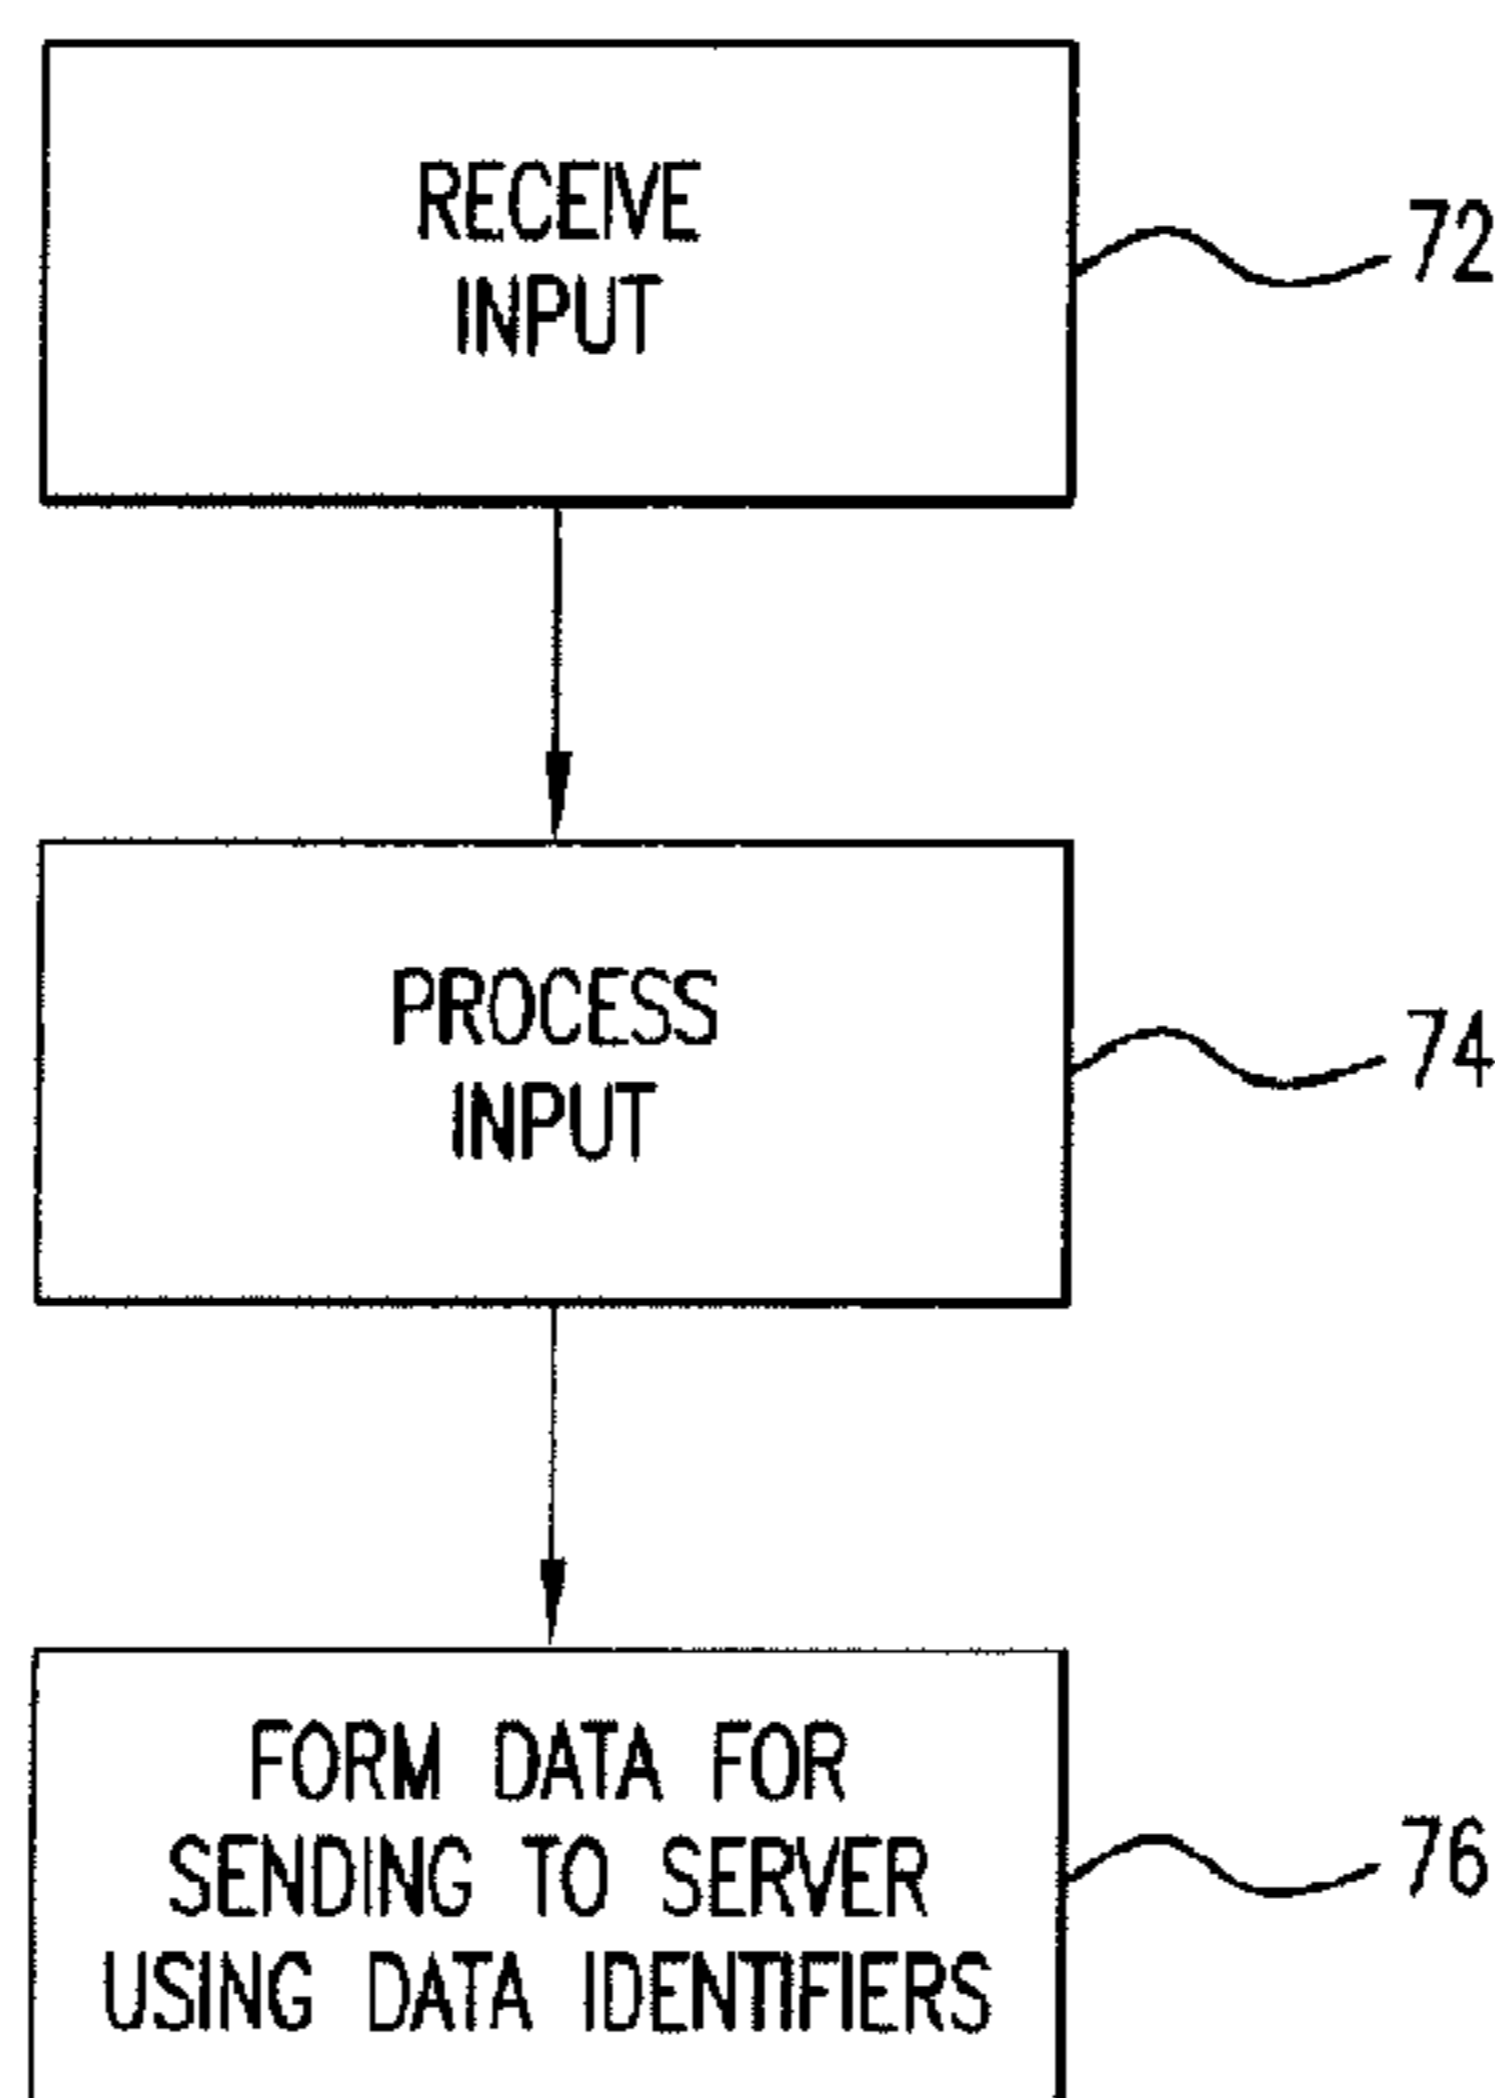 RECEIVE
INPUT
72
PROCESS
INPUT
74
FORM DATA FOR
SENDING TO SERVER
USING DATA IDENTIFIERS
76